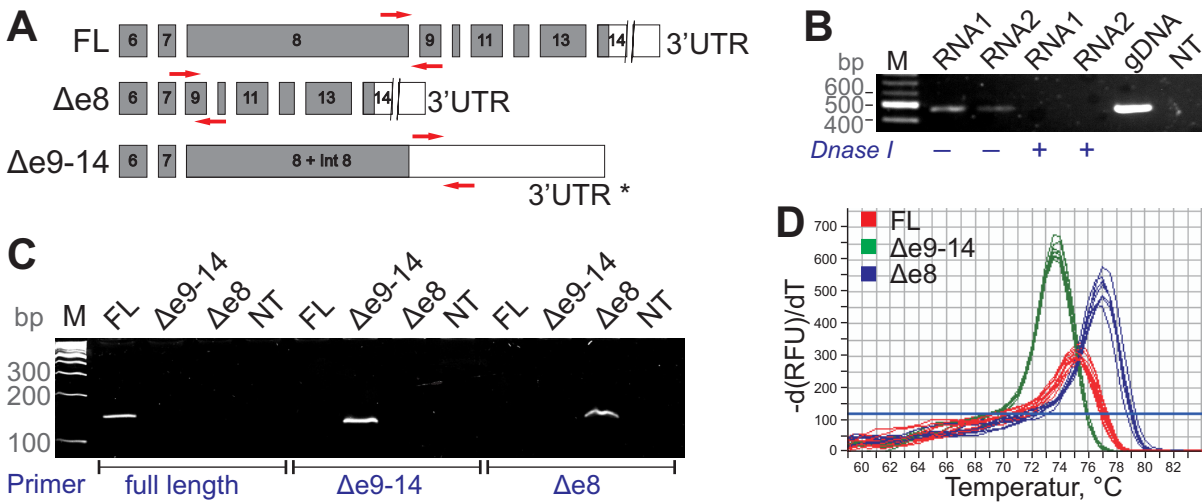 A
FL
6 7 8 9 11 13 14
3'UTR
Δe8
6 7 9 11 13 14
3'UTR
Δe9-14
6 7 8 + Int 8
3'UTR *
B
bp M RNA1 RNA2 RNA1 RNA2 gDNA NT
600
500
400
Dnase I − − + +
C
bp M FL Δe9-14 Δe8 NT FL Δe9-14 Δe8 NT FL Δe9-14 Δe8 NT
300
200
100
Primer full length Δe9-14 Δe8
D
FL
Δe9-14
Δe8
-d(RFU)/dT
700
600
500
400
300
200
100
0
60 62 64 66 68 70 72 74 76 78 80 82
Temperatur, °C